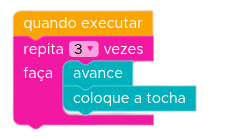 quando executar
repita 3 vezes
faça avance
coloque a tocha